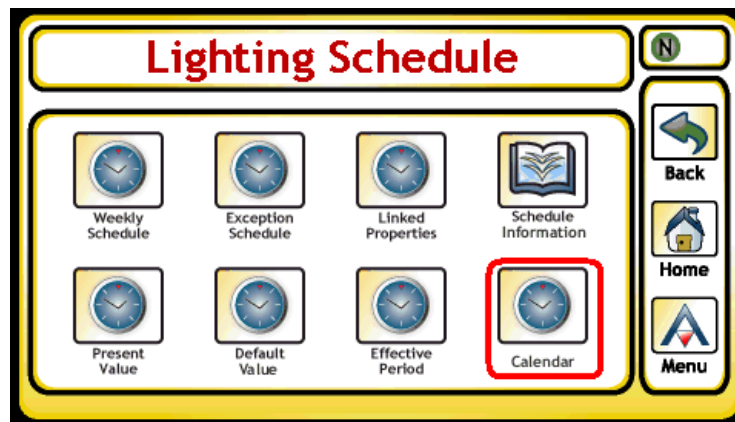 Lighting Schedule
N
Weekly
Schedule
Exception
Schedule
Linked
Properties
Schedule
Information
Present
Value
Default
Value
Effective
Period
Calendar
Back
Home
Menu